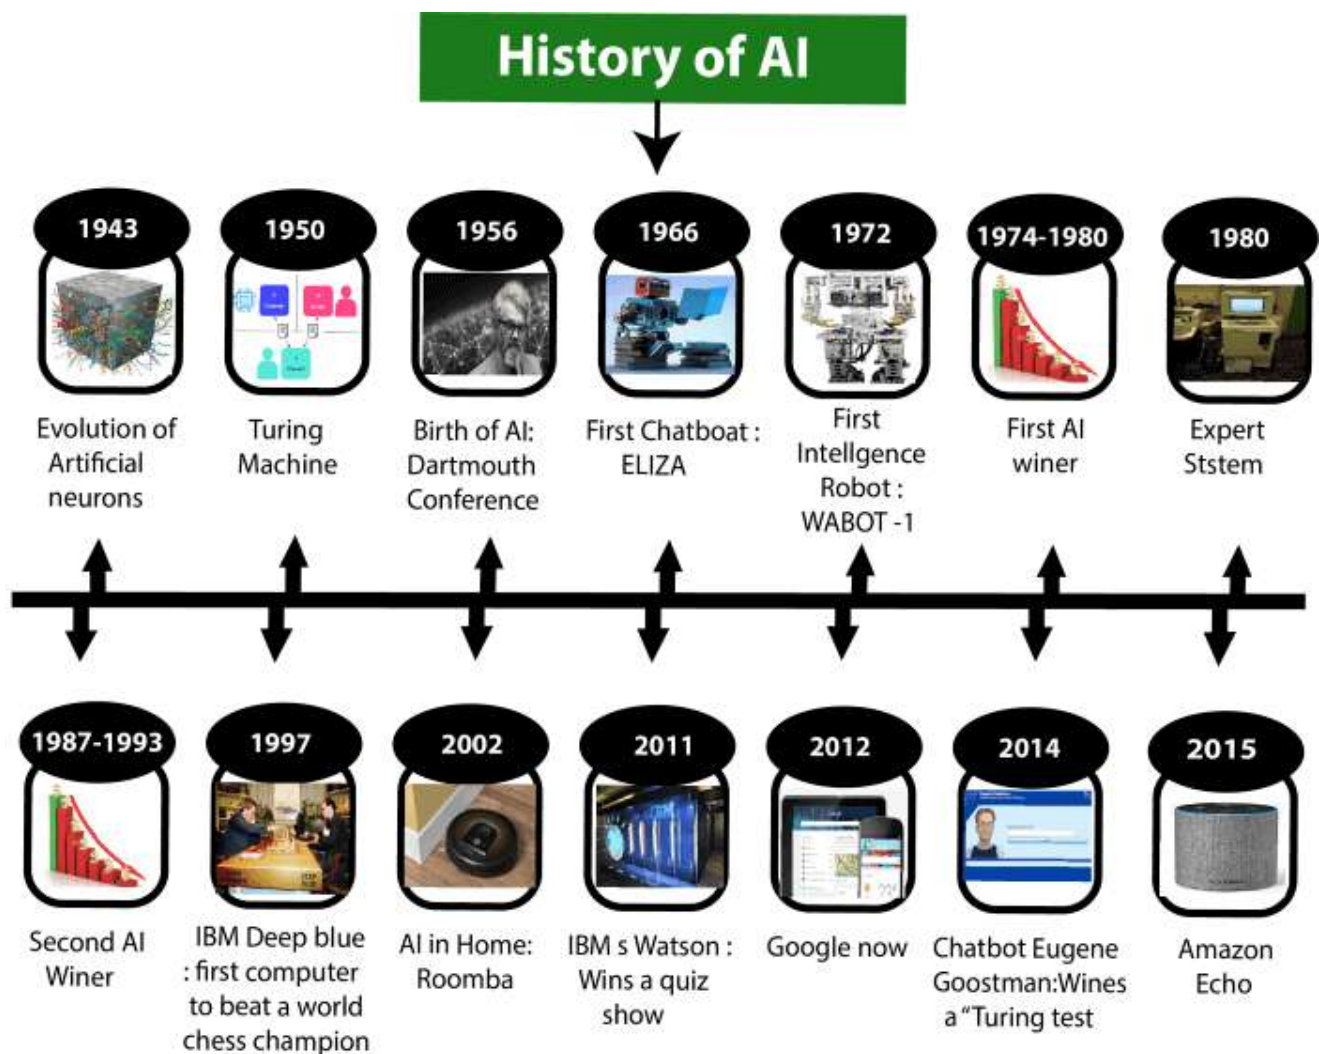 History of AI
1943
1950
1956
1966
1972
1974-1980
1980
Evolution of
Artificial
neurons
Turing
Machine
Birth of AI:
Dartmouth
Conference
First Chatboat :
ELIZA
First
Intellgence
Robot :
WABOT -1
First AI
winer
Expert
Ststem
1987-1993
1997
2002
2011
2012
2014
2015
Second AI
Winer
IBM Deep blue
: first computer
to beat a world
chess champion
AI in Home:
Roomba
IBM s Watson :
Wins a quiz
show
Google now
Chatbot Eugene
Goostman:Wines
a “Turing test
Amazon
Echo